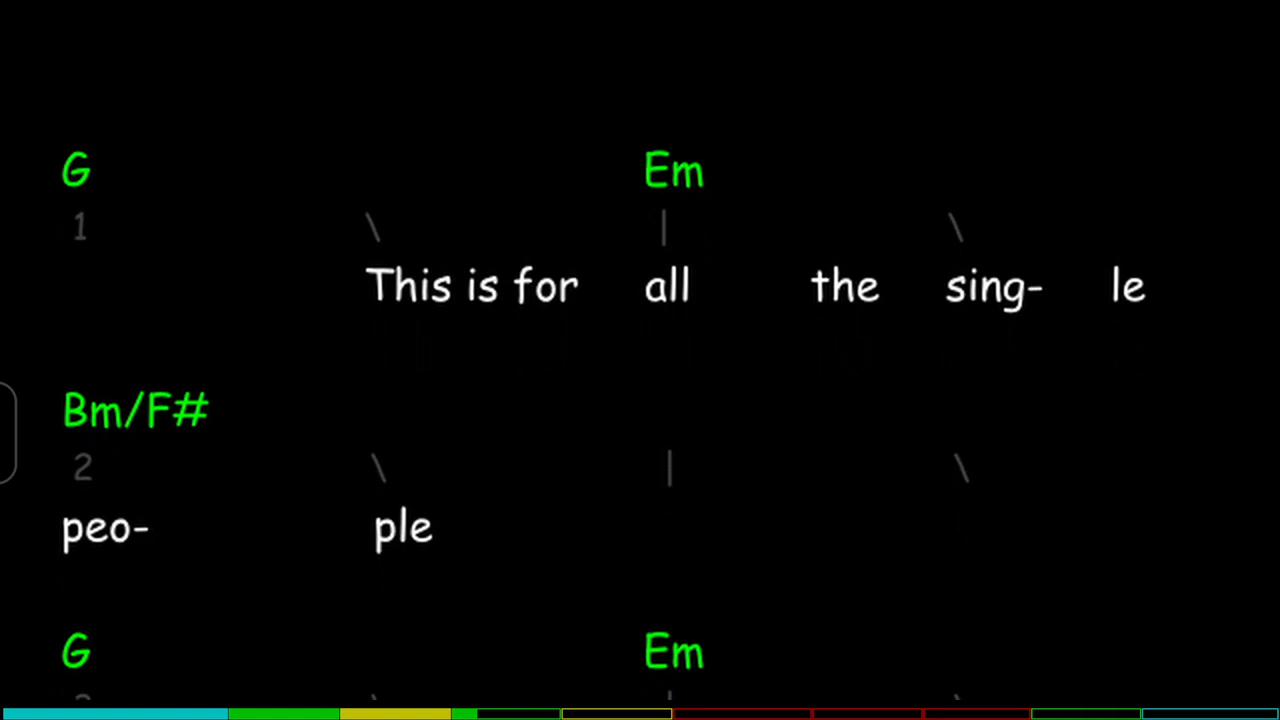 G Em
1 \ | \
This is for all the sing- le
Bm/F#
2 \ | \
peo- ple
G Em